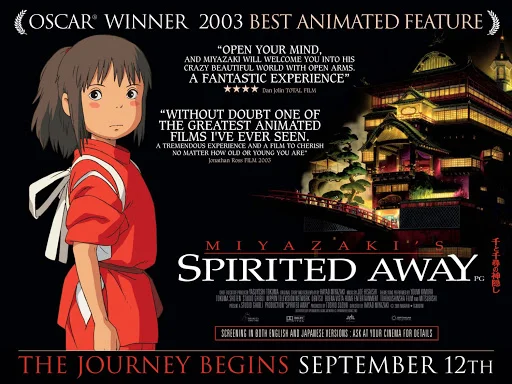 OSCAR® WINNER 2003 BEST ANIMATED FEATURE
"OPEN YOUR MIND,
AND MIYAZAKI WILL WELCOME YOU INTO HIS
CRAZY BEAUTIFUL WORLD WITH OPEN ARMS.
A FANTASTIC EXPERIENCE"
★★★★ Dan Jolin TOTAL FILM
"WITHOUT DOUBT ONE OF
THE GREATEST ANIMATED
FILMS I'VE EVER SEEN.
A TREMENDOUS EXPERIENCE AND A FILM TO CHERISH
NO MATTER HOW OLD OR YOUNG YOU ARE"
Jonathan Ross FILM 2003
MIYAZAKI'S
SPIRITED AWAY PG
千と千尋の神隠し
SCREENING IN BOTH ENGLISH AND JAPANESE VERSIONS : ASK AT YOUR CINEMA FOR DETAILS
THE JOURNEY BEGINS SEPTEMBER 12TH